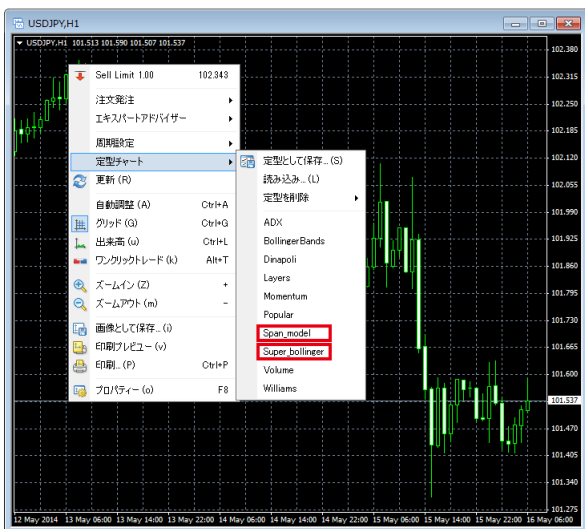 USDJPY,H1
USDJPY,H1 101.513 101.590 101.507 101.537
102.380
102.315
102.250
102.185
102.120
102.055
101.990
101.925
101.860
101.795
101.730
101.665
101.600
101.537
101.470
101.405
101.340
101.275
Sell Limit 1.00 102.343
注文発注
エキスパートアドバイザー
周期設定
定型チャート
更新 (R)
自動調整 (A) Ctrl+A
グリッド (G) Ctrl+G
出来高 (u) Ctrl+L
ワンクリックトレード (k) Alt+T
ズームイン (Z) +
ズームアウト (m) -
画像として保存... (i)
印刷プレビュー (v)
印刷... (P) Ctrl+P
プロパティー (o) F8
定型として保存... (S)
読み込み... (L)
定型を削除
ADX
BollingerBands
Dinapoli
Layers
Momentum
Popular
Span_model
Super_bollinger
Volume
Williams
12 May 2014 13 May 06:00 13 May 14:00 13 May 22:00 14 May 06:00 14 May 14:00 14 May 22:00 15 May 06:00 15 May 14:00 15 May 22:00 16 May 06:00